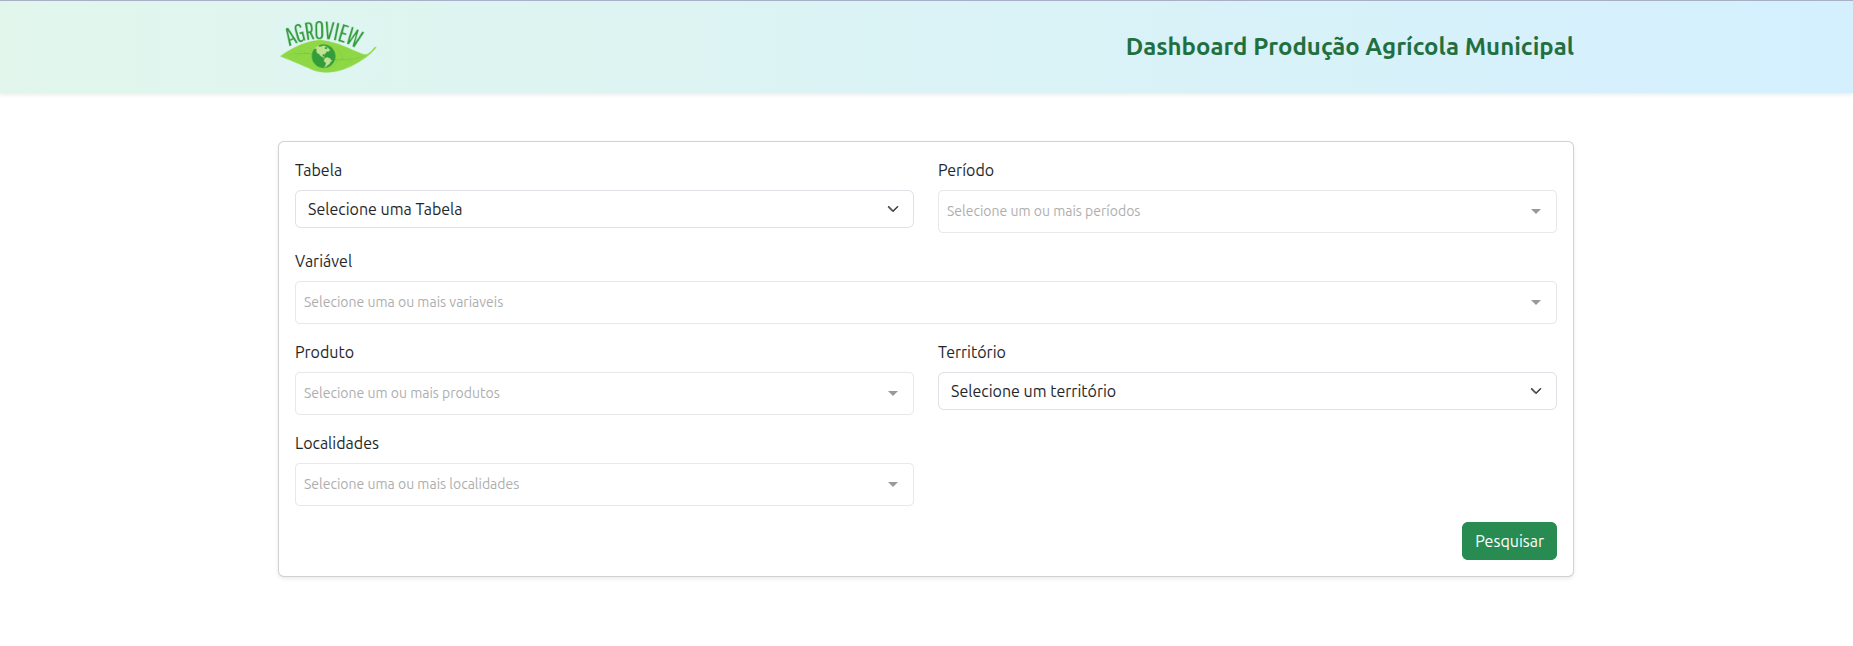 AGROVIEW
Dashboard Produção Agrícola Municipal
Tabela
Selecione uma Tabela
Período
Selecione um ou mais períodos
Variável
Selecione uma ou mais variaveis
Produto
Selecione um ou mais produtos
Território
Selecione um território
Localidades
Selecione uma ou mais localidades
Pesquisar